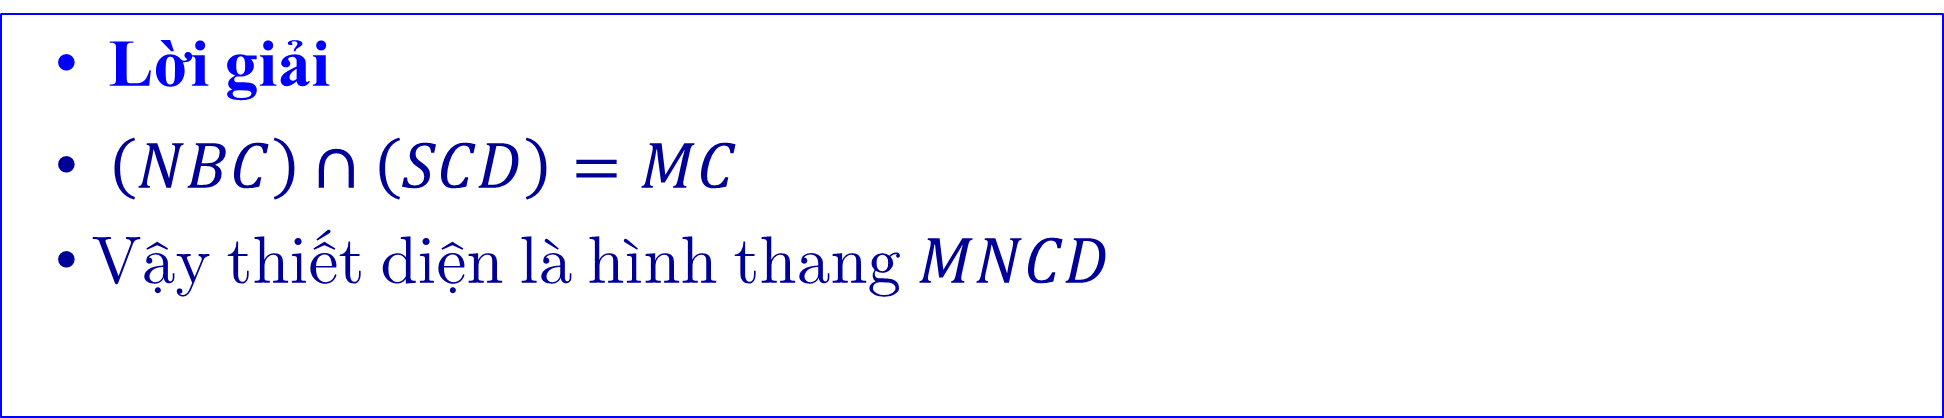 • Lời giải
• (NBC) ∩ (SCD) = MC
• Vậy thiết diện là hình thang MNCD